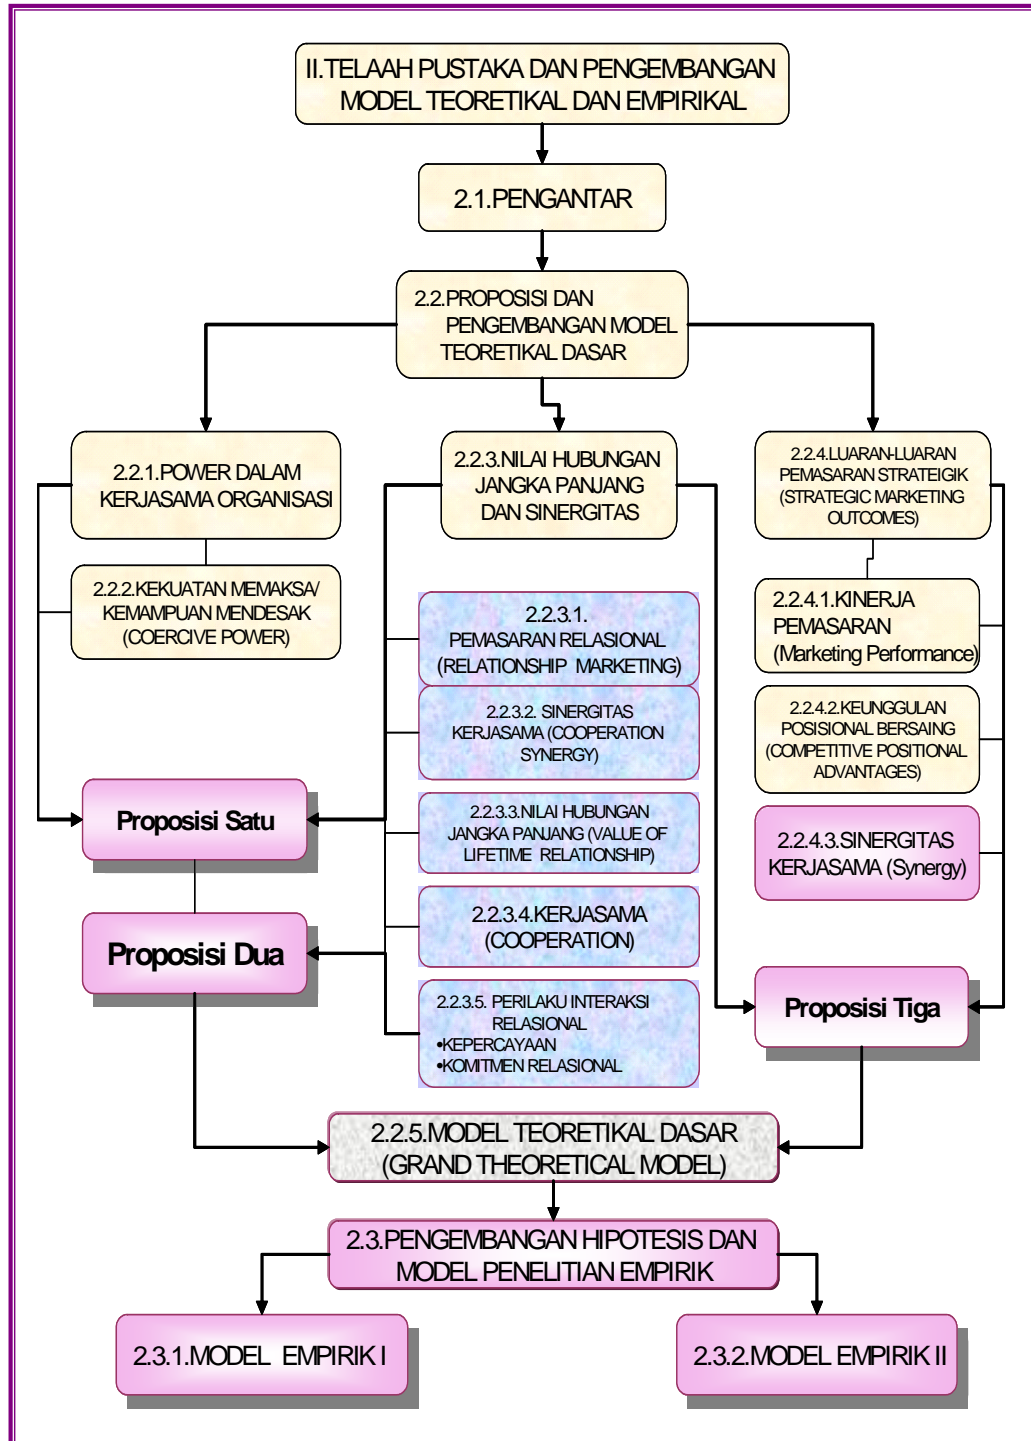 II.TELAAH PUSTAKA DAN PENGEMBANGAN
MODEL TEORETIKAL DAN EMPIRIKAL
2.1.PENGANTAR
2.2.PROPOSISI DAN
PENGEMBANGAN MODEL
TEORETIKAL DASAR
2.2.1.POWER DALAM
KERJASAMA ORGANISASI
2.2.2.KEKUATAN MEMAKSA/
KEMAMPUAN MENDESAK
(COERCIVE POWER)
2.2.3.NILAI HUBUNGAN
JANGKA PANJANG
DAN SINERGITAS
2.2.4.LUARAN-LUARAN
PEMASARAN STRATEIGIK
(STRATEGIC MARKETING
OUTCOMES)
2.2.3.1.
PEMASARAN RELASIONAL
(RELATIONSHIP MARKETING)
2.2.3.2. SINERGITAS
KERJASAMA (COOPERATION
SYNERGY)
2.2.3.3.NILAI HUBUNGAN
JANGKA PANJANG (VALUE OF
LIFETIME RELATIONSHIP)
2.2.3.4.KERJASAMA
(COOPERATION)
2.2.3.5. PERILAKU INTERAKSI
RELASIONAL
•KEPERCAYAAN
•KOMITMEN RELASIONAL
2.2.4.1. KINERJA
PEMASARAN
(Marketing Performance)
2.2.4.2.KEUNGGULAN
POSISIONAL BERSAING
(COMPETITIVE POSITIONAL
ADVANTAGES)
2.2.4.3.SINERGITAS
KERJASAMA (Synergy)
Proposisi Satu
Proposisi Dua
Proposisi Tiga
2.2.5.MODEL TEORETIKAL DASAR
(GRAND THEORETICAL MODEL)
2.3.PENGEMBANGAN HIPOTESIS DAN
MODEL PENELITIAN EMPIRIK
2.3.1.MODEL EMPIRIK I
2.3.2.MODEL EMPIRIK II